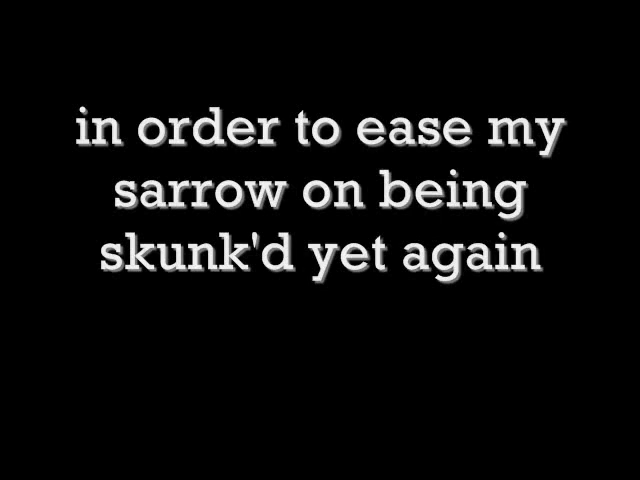 in order to ease my
sarrow on being
skunk'd yet again